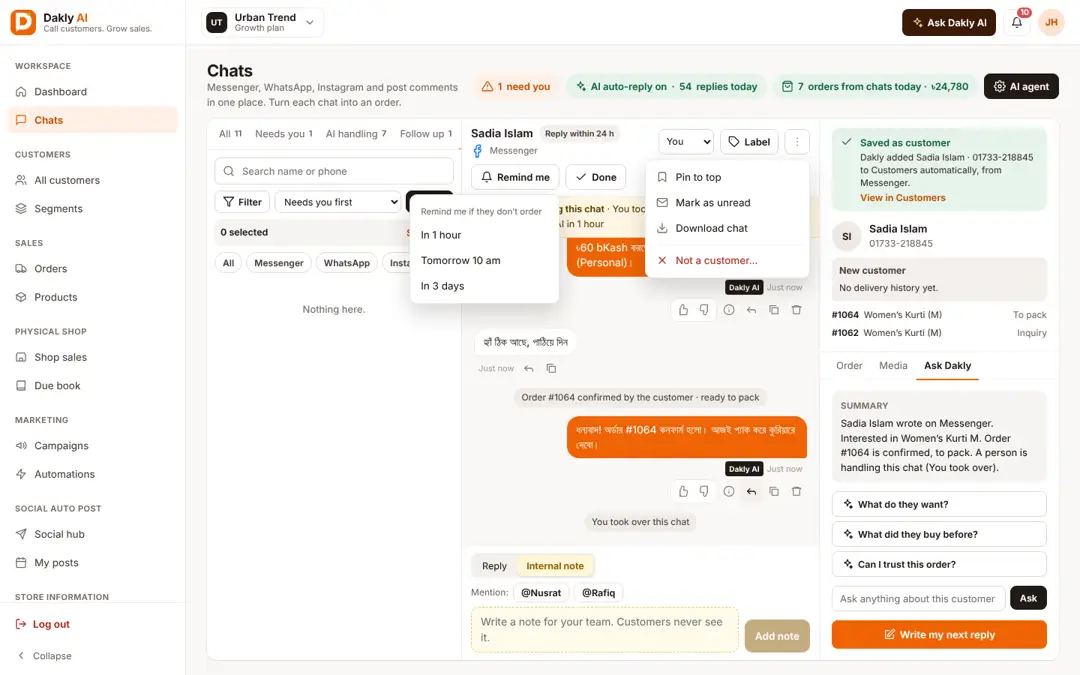 Dakly AI
Call customers. Grow sales.
UT
Urban Trend
Growth plan
Ask Dakly AI
10
JH
WORKSPACE
Dashboard
Chats
CUSTOMERS
All customers
Segments
SALES
Orders
Products
PHYSICAL SHOP
Shop sales
Due book
MARKETING
Campaigns
Automations
SOCIAL AUTO POST
Social hub
My posts
STORE INFORMATION
Log out
Collapse
Chats
Messenger, WhatsApp, Instagram and post comments
in one place. Turn each chat into an order.
1 need you
AI auto-reply on · 54 replies today
7 orders from chats today · ৳24,780
AI agent
All 11
Needs you 1
AI handling 7
Follow up 1
Search name or phone
Filter
Needs you first
0 selected
All
Messenger
WhatsApp
Insta
Nothing here.
Sadia Islam
Reply within 24 h
Messenger
You
Label
Remind me
Done
Remind me if they don't order
In 1 hour
Tomorrow 10 am
In 3 days
Pin to top
Mark as unread
Download chat
Not a customer...
g this chat · You too
AI in 1 hour
৳60 bKash কর
(Personal)।
Dakly AI
Just now
হ্যাঁ ঠিক আছে, পাঠিয়ে দিন
Just now
Order #1064 confirmed by the customer · ready to pack
ধন্যবাদ! অর্ডার #1064 কনফার্ম হলো। আজই প্যাক করে কুরিয়ারে
দেবো।
Dakly AI
Just now
You took over this chat
Reply
Internal note
Mention:
@Nusrat
@Rafiq
Write a note for your team. Customers never see
it.
Add note
Saved as customer
Dakly added Sadia Islam · 01733-218845
to Customers automatically, from
Messenger.
View in Customers
SI
Sadia Islam
01733-218845
New customer
No delivery history yet.
#1064 Women's Kurti (M)
To pack
#1062 Women's Kurti (M)
Inquiry
Order
Media
Ask Dakly
SUMMARY
Sadia Islam wrote on Messenger.
Interested in Women's Kurti M. Order
#1064 is confirmed, to pack. A person is
handling this chat (You took over).
What do they want?
What did they buy before?
Can I trust this order?
Ask anything about this customer
Ask
Write my next reply